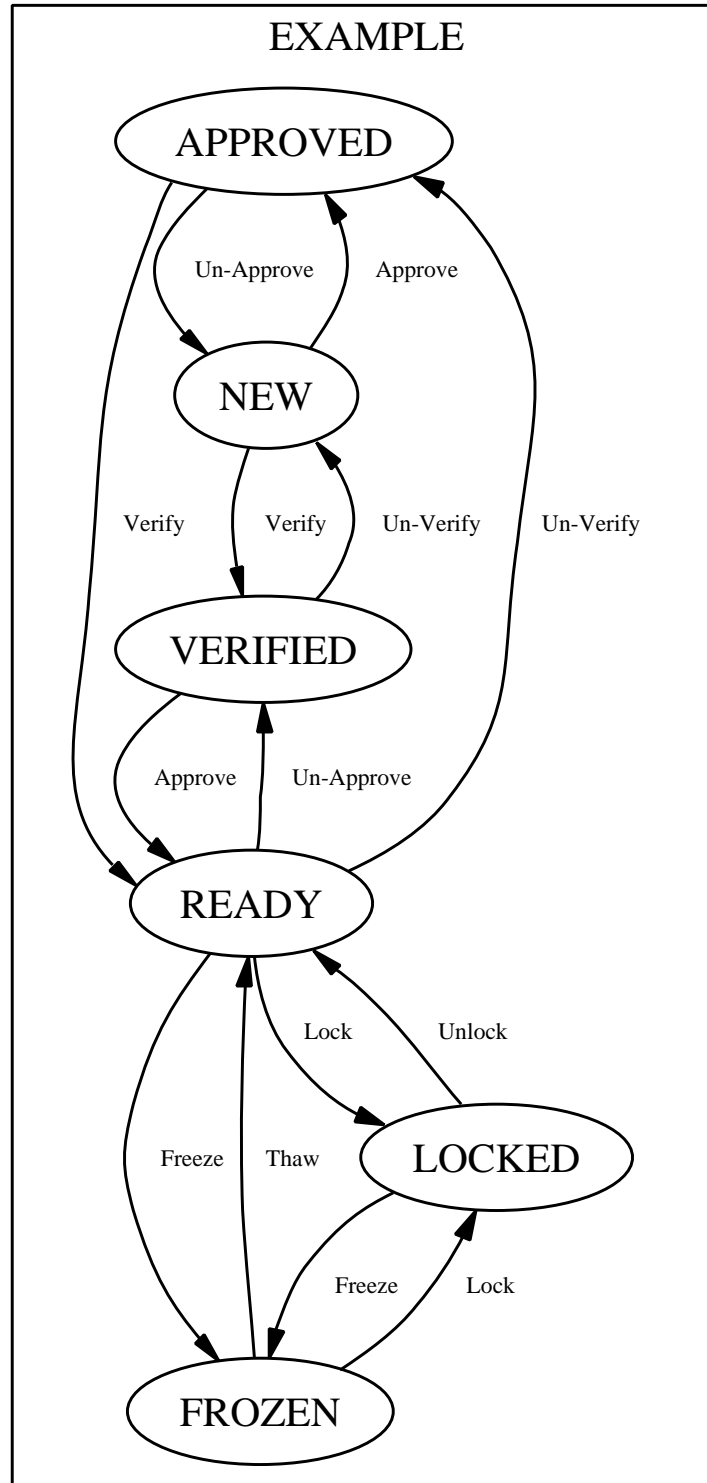 EXAMPLE
APPROVED
Un-Approve
Approve
NEW
Verify
Verify
Un-Verify
Un-Verify
VERIFIED
Approve
Un-Approve
READY
Lock
Unlock
Freeze
Thaw
LOCKED
Freeze
Lock
FROZEN